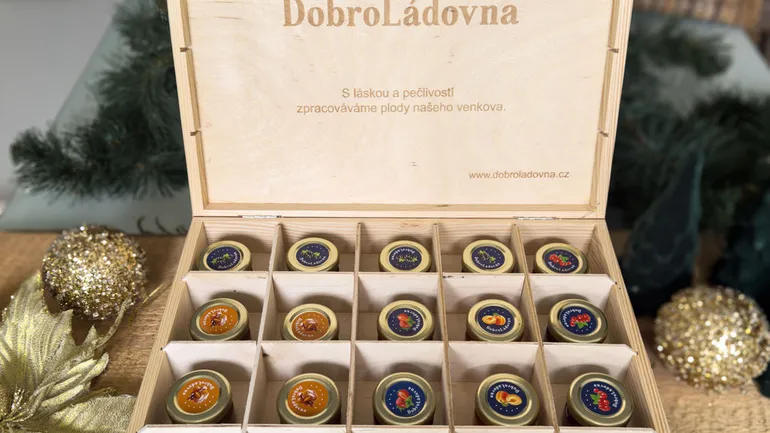 DobroLádovna
S láskou a pečlivostí
zpracováváme plody našeho venkova.
www.dobroladovna.cz